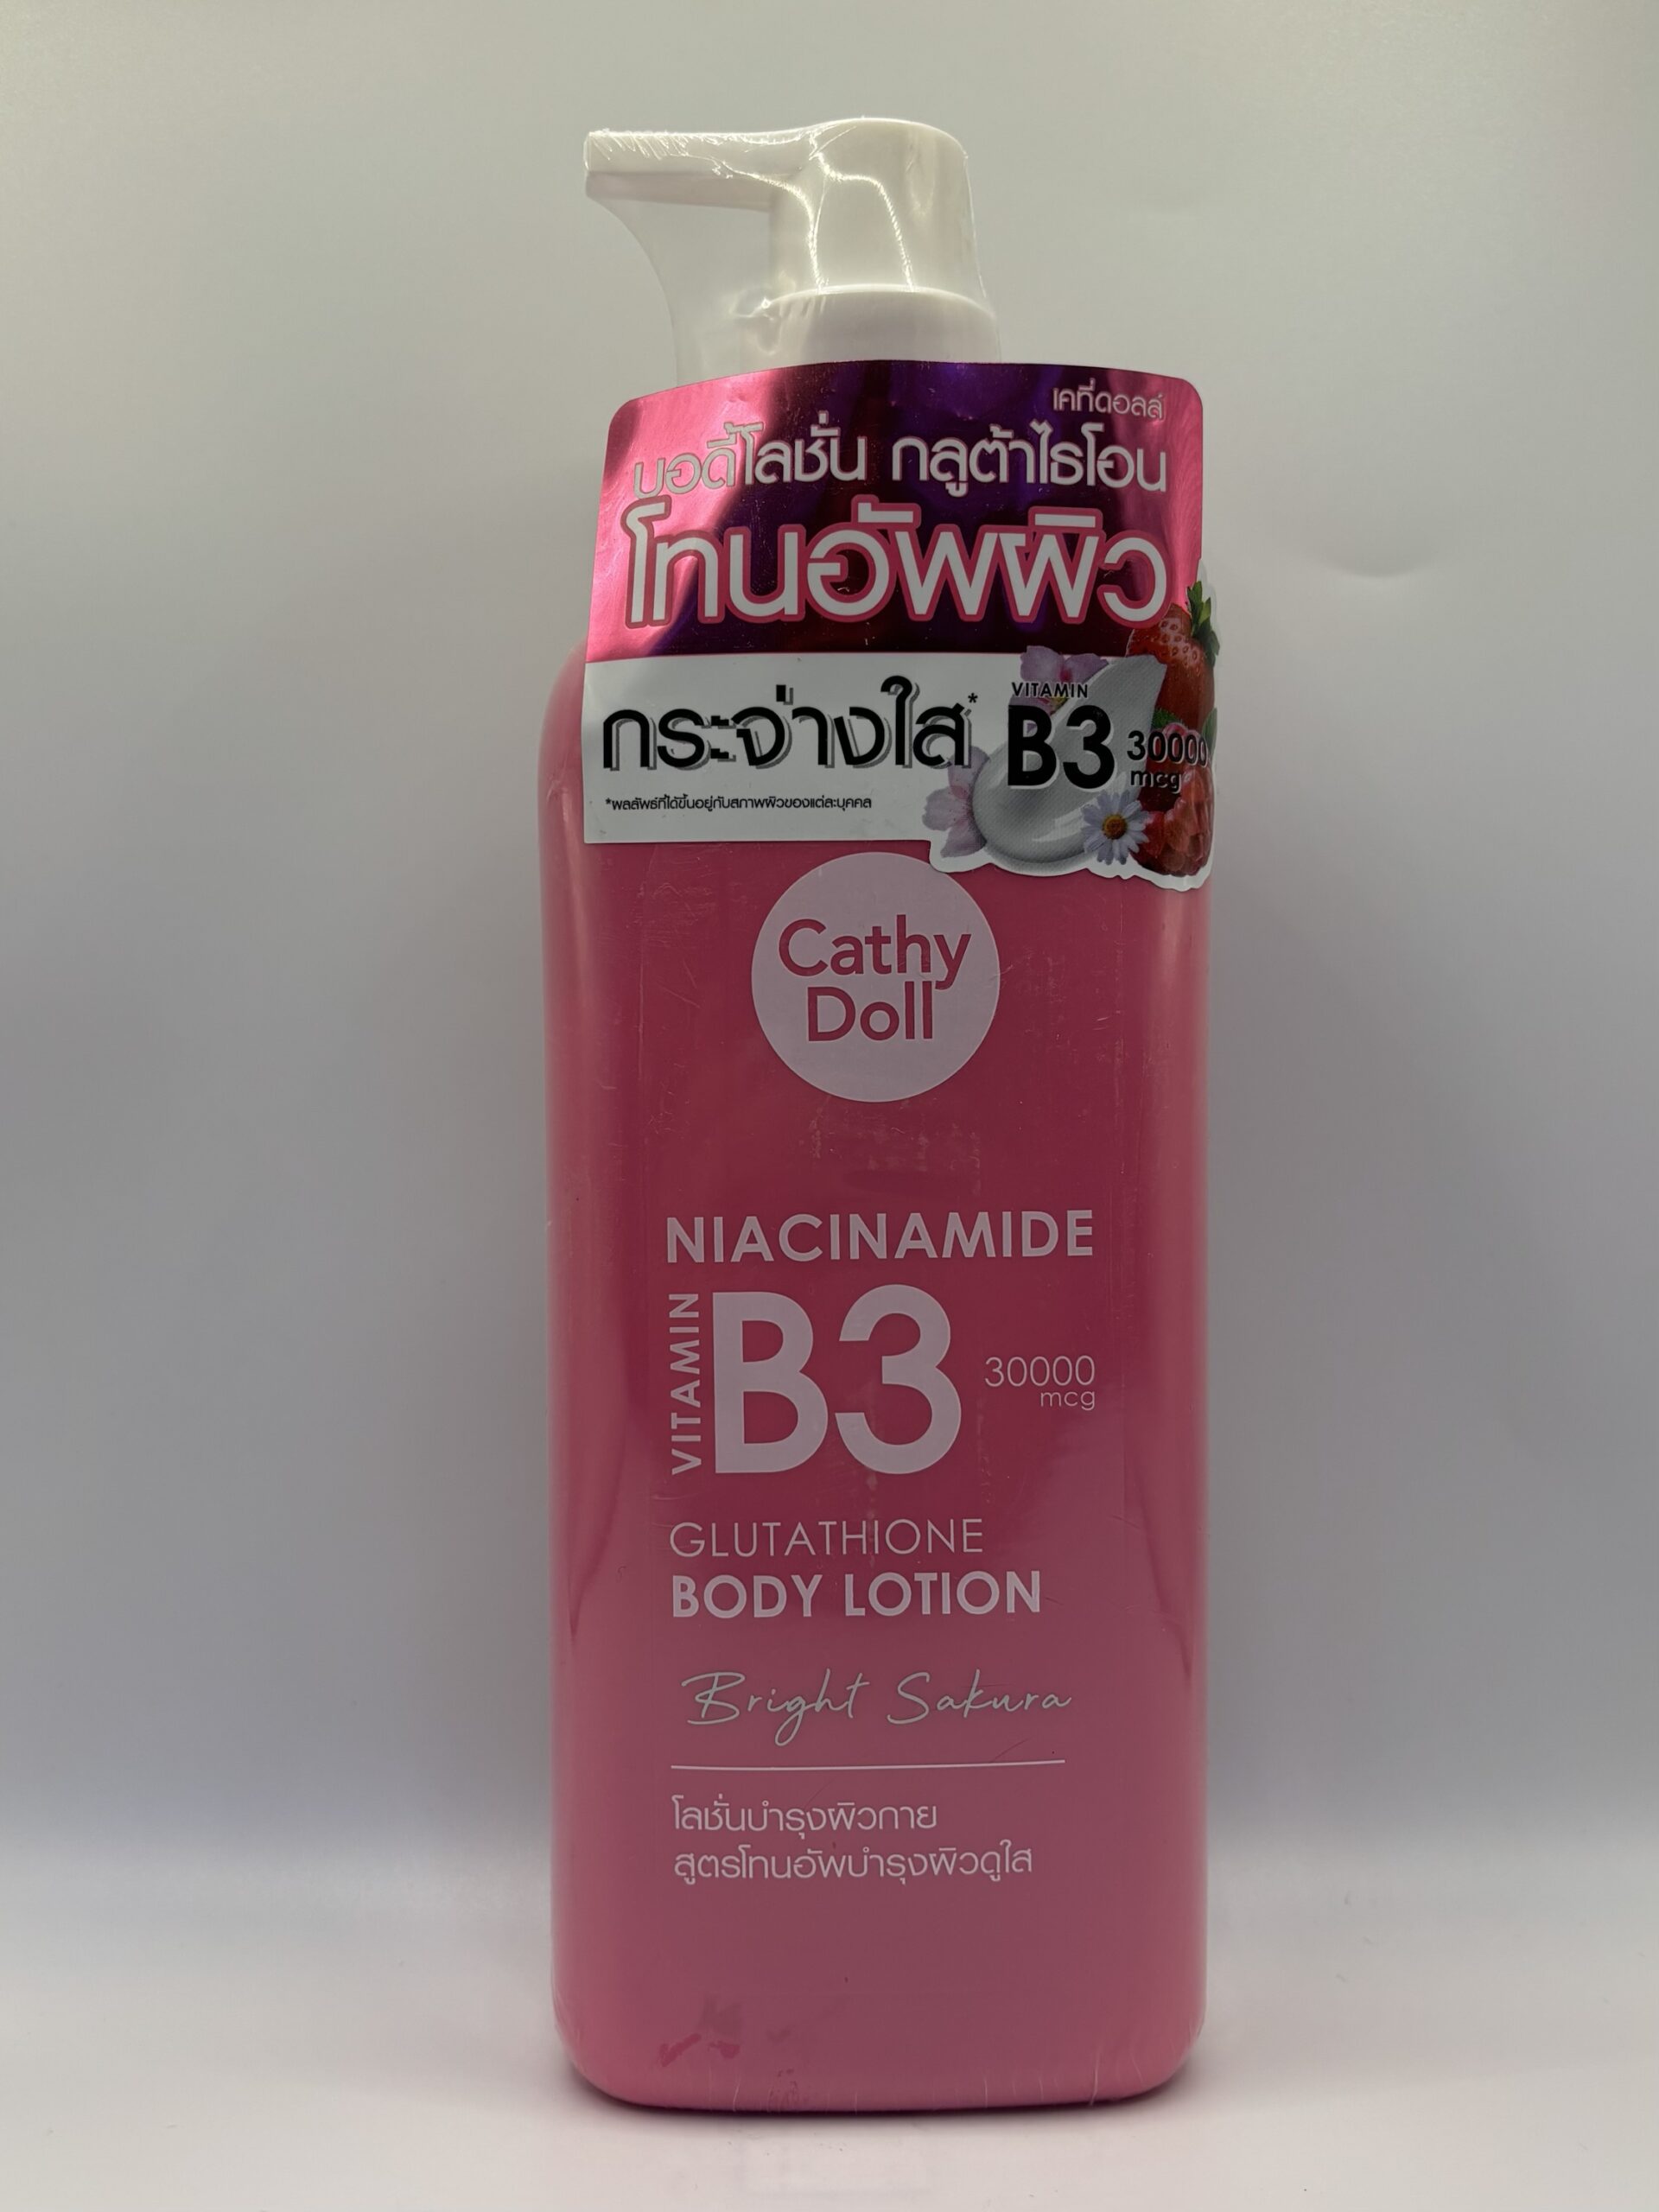 เคที่ดอลล์
บอดี้โลชั่น กลูต้าไธโอน
โทนอัพผิว
กระจ่างใส*
VITAMIN
B3 30000
mcg
*ผลลัพธ์ที่ได้ขึ้นอยู่กับสภาพผิวของแต่ละบุคคล
Cathy
Doll
NIACINAMIDE
VITAMIN
B3 30000
mcg
GLUTATHIONE
BODY LOTION
Bright Sakura
โลชั่นบำรุงผิวกาย
สูตรโทนอัพบำรุงผิวดูใส